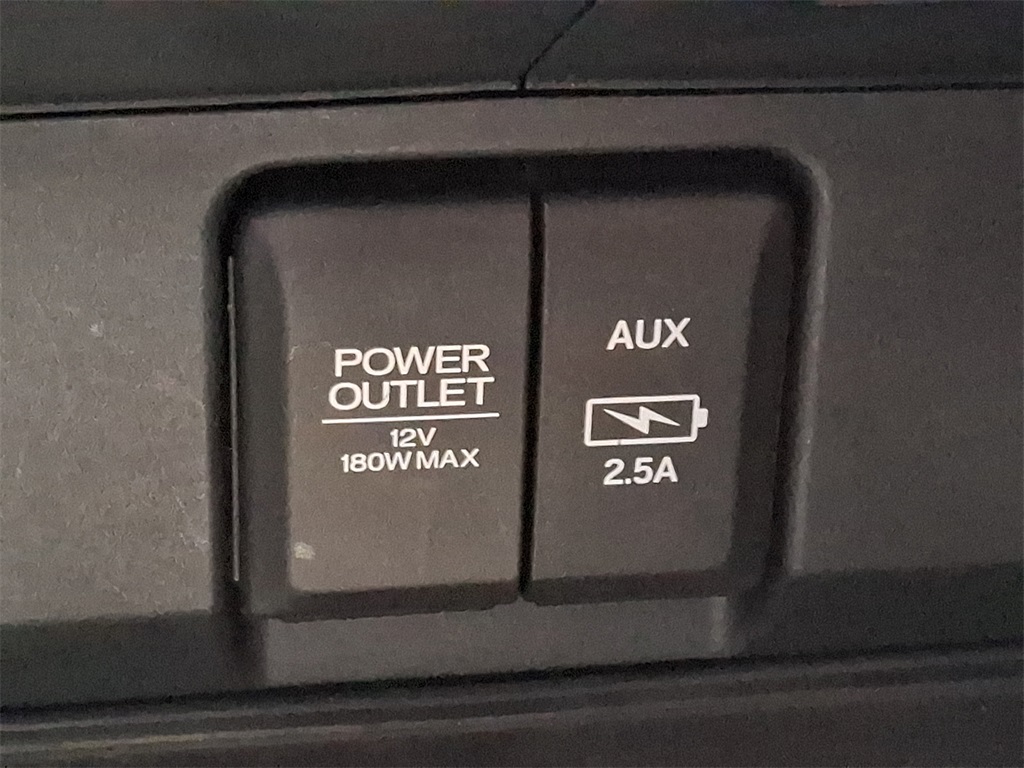 POWER
OUTLET
12V
180W MAX
AUX
2.5A